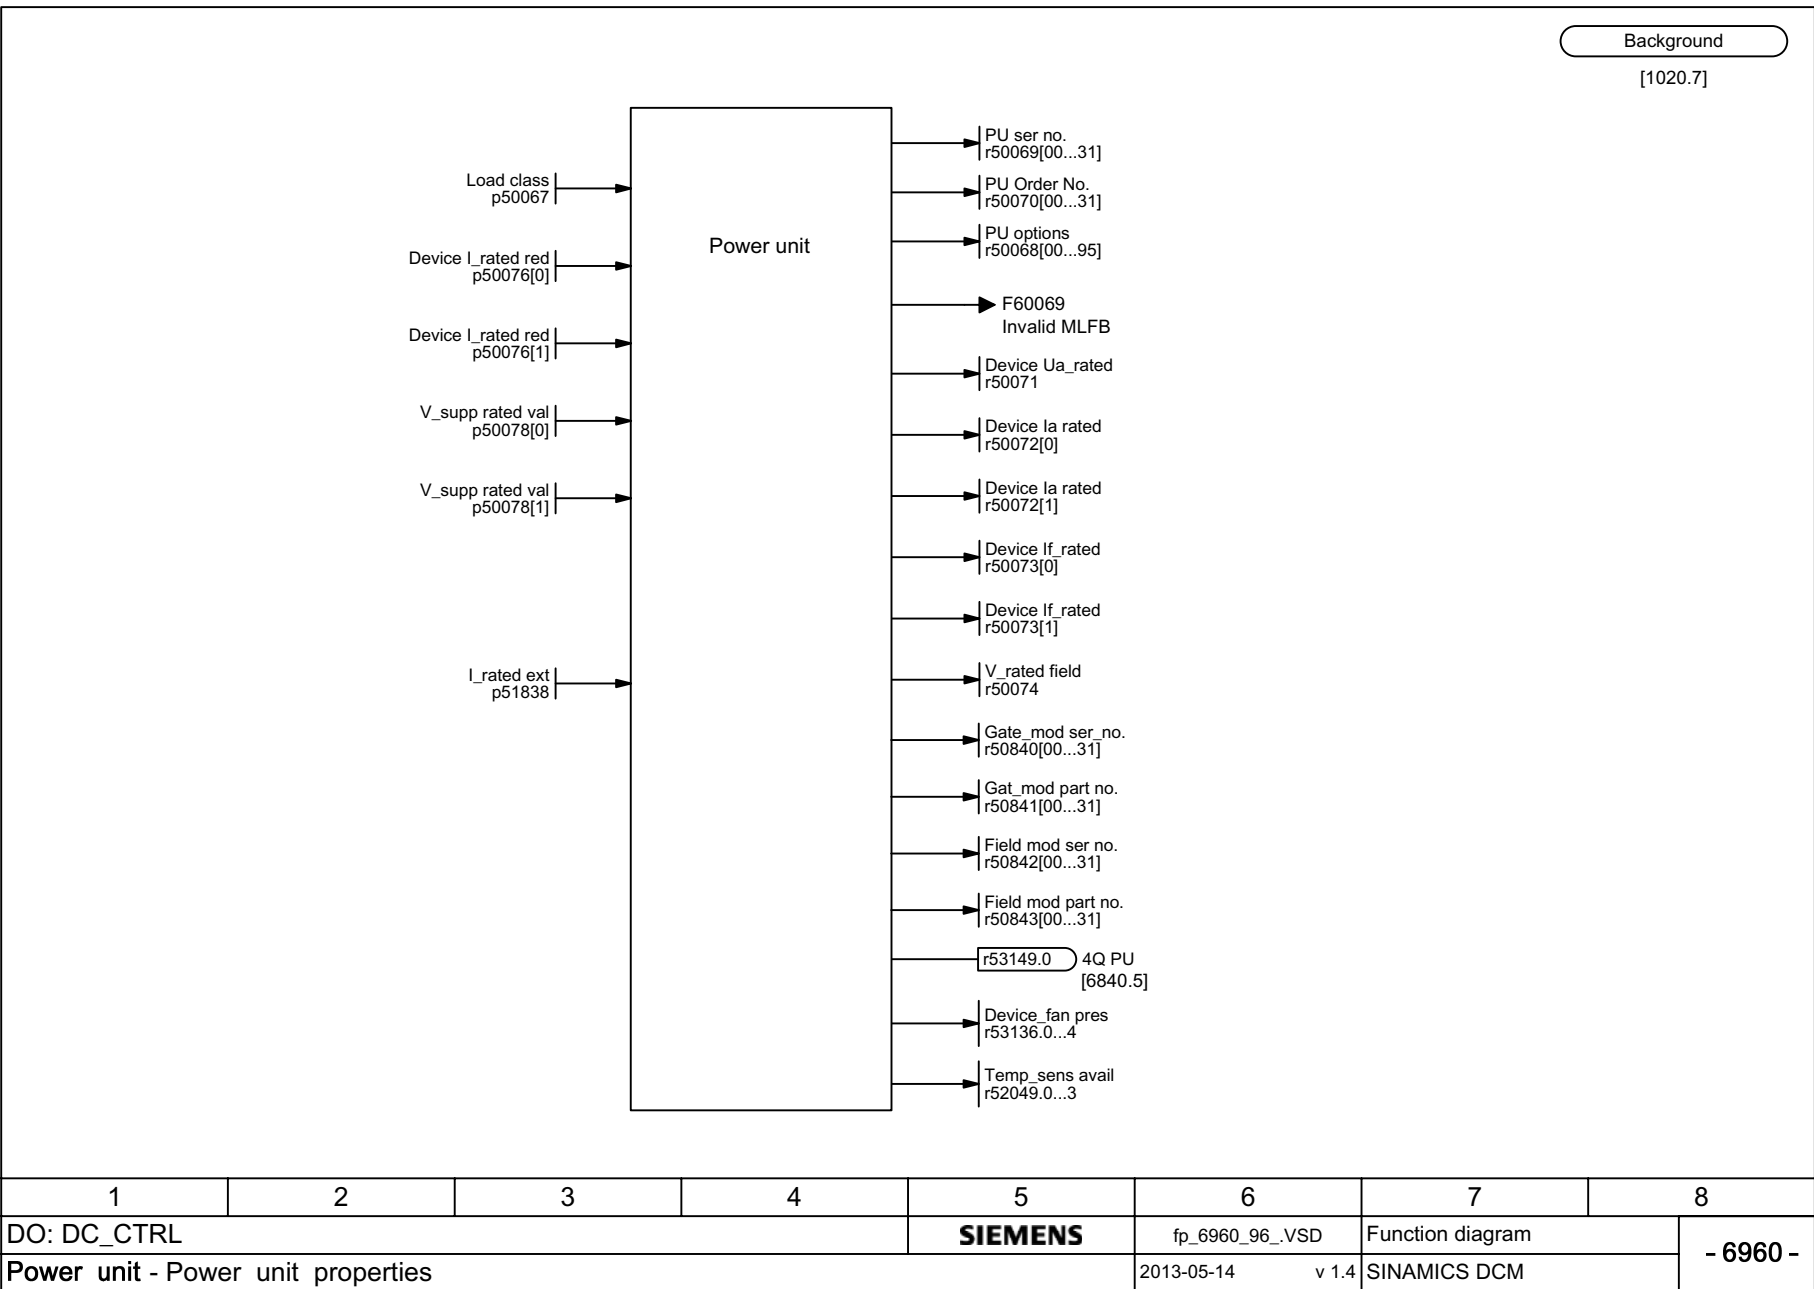 Background
[1020.7]
Load class
p50067
Device I_rated red
p50076[0]
Device I_rated red
p50076[1]
V_supp rated val
p50078[0]
V_supp rated val
p50078[1]
I_rated ext
p51838
Power unit
PU ser no.
r50069[00...31]
PU Order No.
r50070[00...31]
PU options
r50068[00...95]
F60069
Invalid MLFB
Device Ua_rated
r50071
Device Ia rated
r50072[0]
Device Ia rated
r50072[1]
Device If_rated
r50073[0]
Device If_rated
r50073[1]
V_rated field
r50074
Gate_mod ser_no.
r50840[00...31]
Gat_mod part no.
r50841[00...31]
Field mod ser no.
r50842[00...31]
Field mod part no.
r50843[00...31]
r53149.0 4Q PU
[6840.5]
Device_fan pres
r53136.0...4
Temp_sens avail
r52049.0...3
1 2 3 4 5 6 7 8
DO: DC_CTRL SIEMENS fp_6960_96_.VSD Function diagram - 6960 -
Power unit - Power unit properties 2013-05-14 v 1.4 SINAMICS DCM